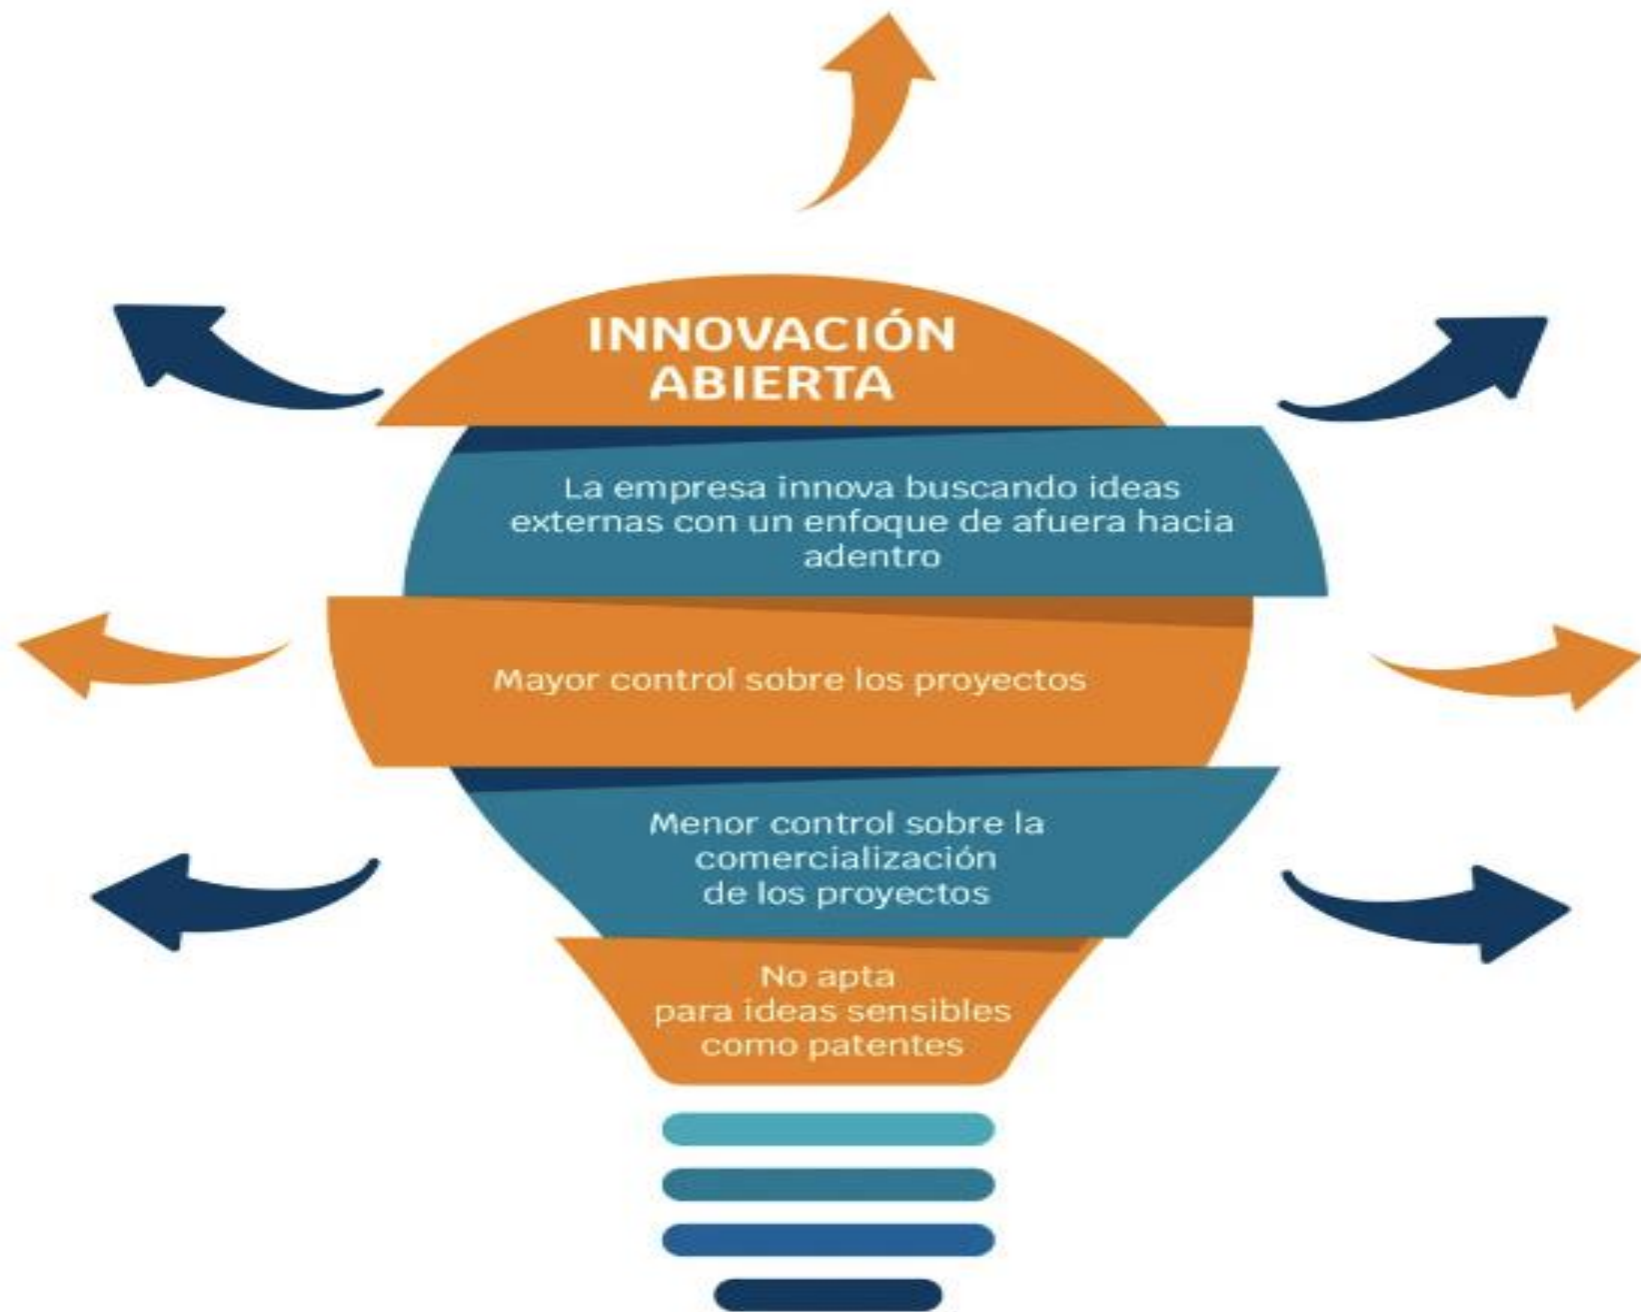 INNOVACIÓN
ABIERTA
La empresa innova buscando ideas
externas con un enfoque de afuera hacia
adentro
Mayor control sobre los proyectos
Menor control sobre la
comercialización
de los proyectos
No apta
para ideas sensibles
como patentes